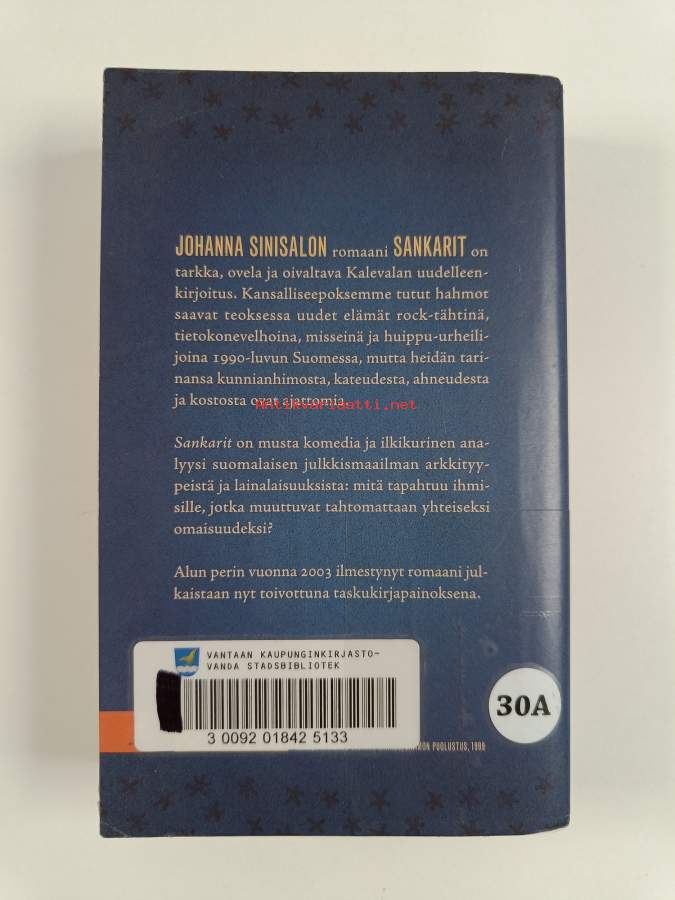 JOHANNA SINISALON romaani SANKARIT on
tarkka, ovela ja oivaltava Kalevalan uudelleen-
kirjoitus. Kansalliseepoksemme tutut hahmot
saavat teoksessa uudet elämät rock-tähtinä,
tietokonevelhoina, misseinä ja huippu-urheili-
joina 1990-luvun Suomessa, mutta heidän tari-
nansa kunnianhimosta, kateudesta, ahneudesta
ja kostosta ovat ajattomia.
Antikvariaatti.net
Sankarit on musta komedia ja ilkikurinen ana-
lyysi suomalaisen julkkismaailman arkkityy-
peistä ja lainalaisuuksista: mitä tapahtuu ihmi-
sille, jotka muuttuvat tahtomattaan yhteiseksi
omaisuudeksi?
Alun perin vuonna 2003 ilmestynyt romaani jul-
kaistaan nyt toivottuna taskukirjapainoksena.
VANTAAN KAUPUNGINKIRJASTO-
VANDA STADSBIBLIOTEK
30A
3 0092 01842 5133
PUOLUSTUS, 1999